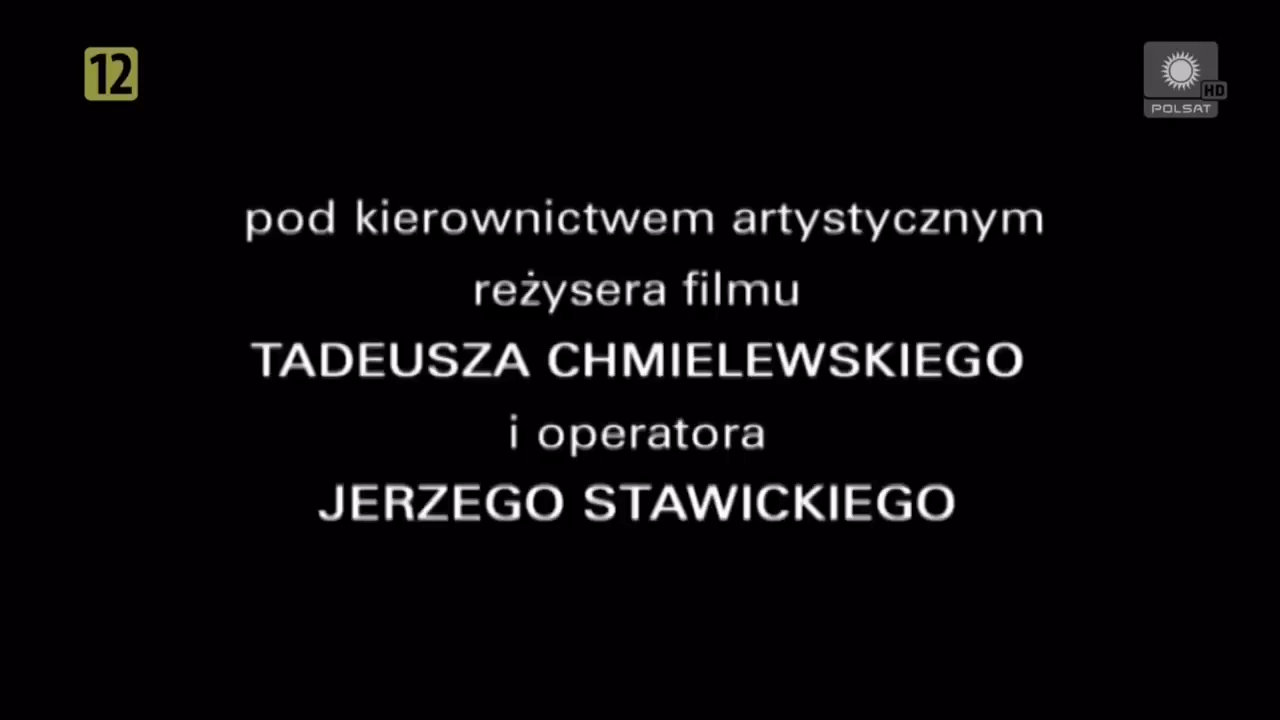 12
HD
POLSAT
pod kierownictwem artystycznym
reżysera filmu
TADEUSZA CHMIELEWSKIEGO
i operatora
JERZEGO STAWICKIEGO